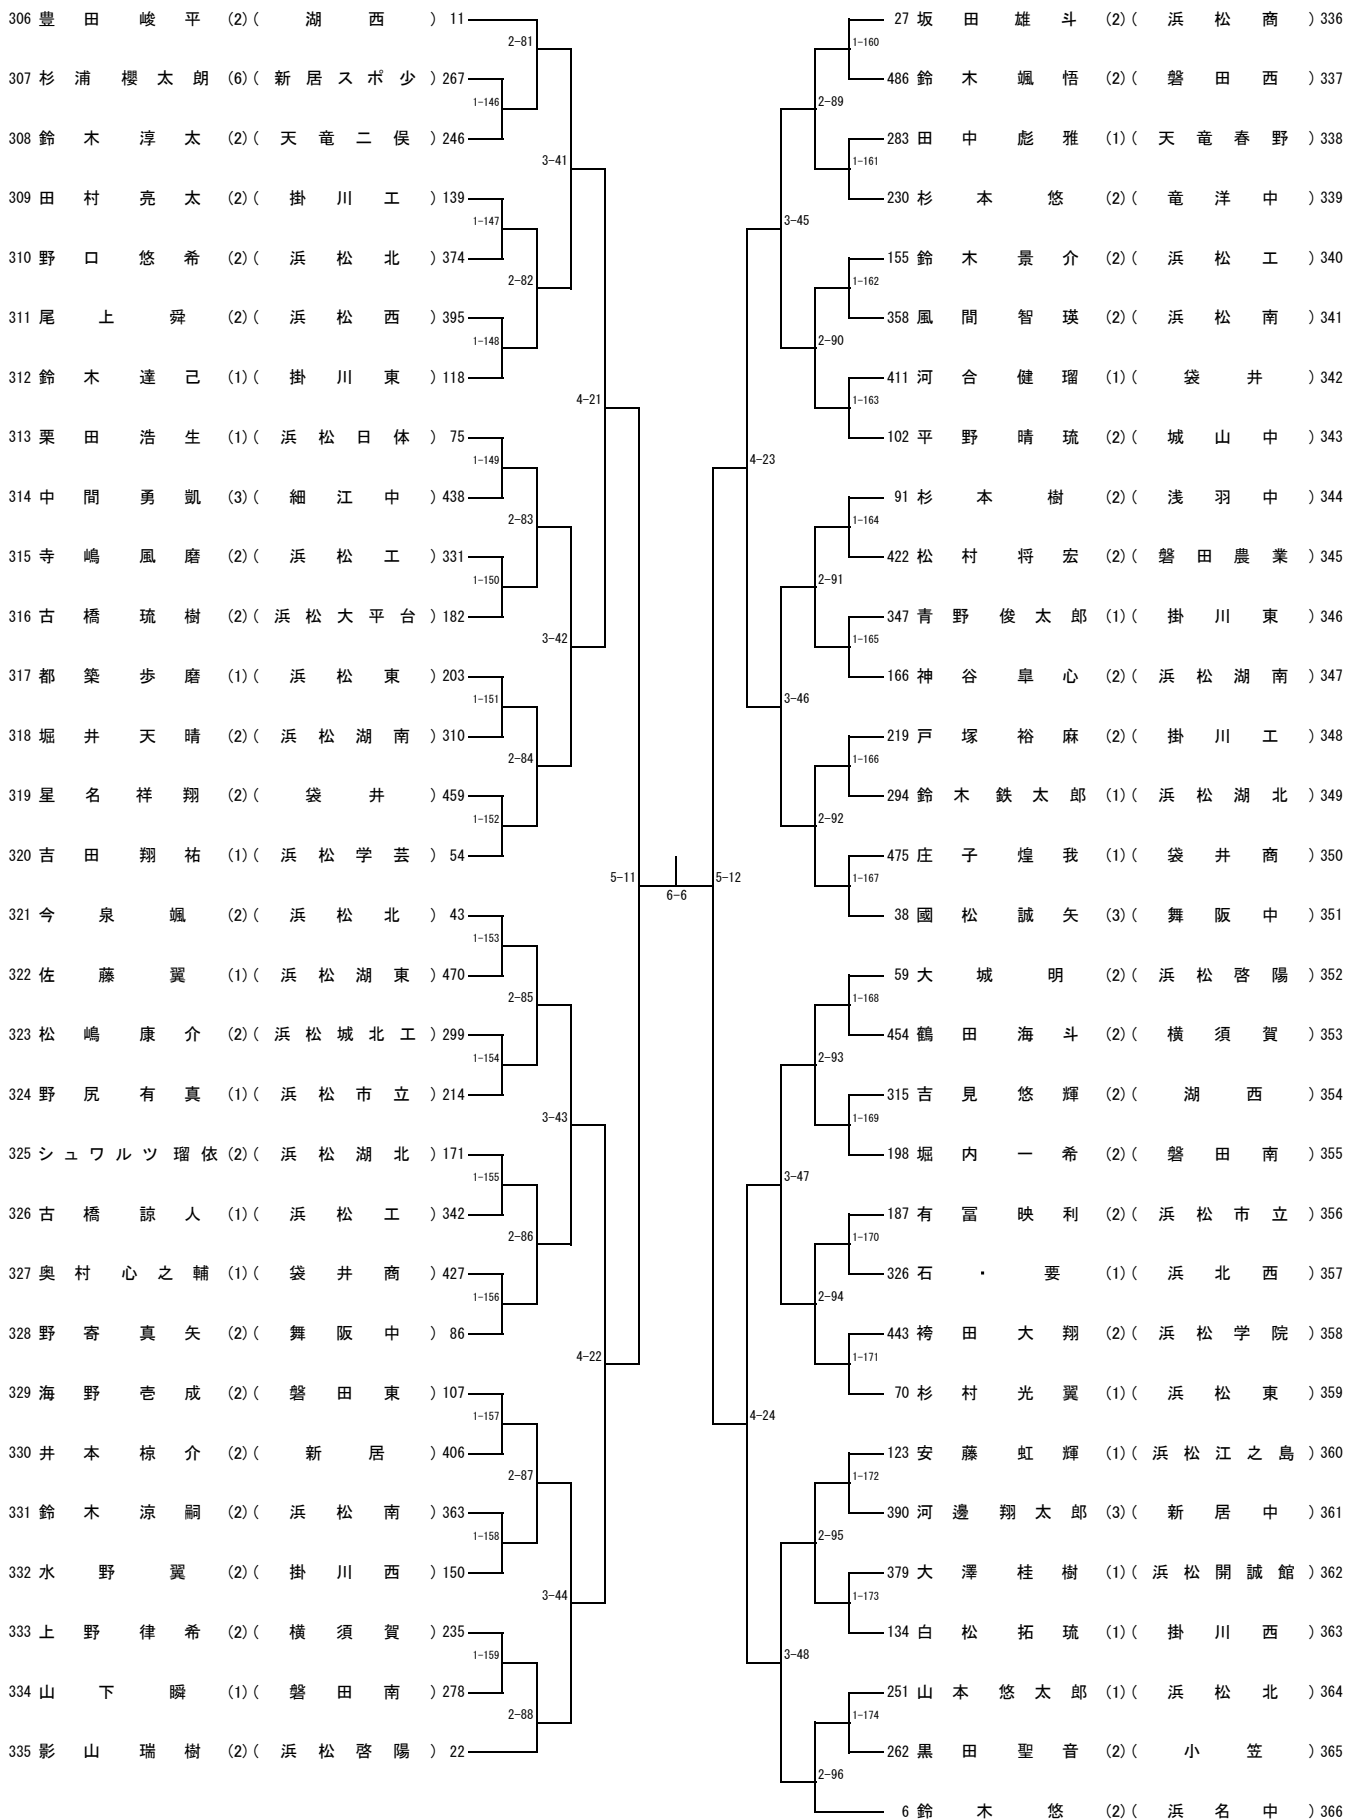 306 豊田峻平 (2)(湖西) 11
2-81
307 杉浦櫻太朗 (6)(新居スポ少) 267
1-146
308 鈴木淳太 (2)(天竜二俣) 246
3-41
309 田村亮太 (2)(掛川工) 139
1-147
310 野口悠希 (2)(浜松北) 374
2-82
311 尾上舜 (2)(浜松西) 395
1-148
312 鈴木達己 (1)(掛川東) 118
4-21
313 栗田浩生 (1)(浜松日体) 75
1-149
314 中間勇凱 (3)(細江中) 438
2-83
315 寺嶋風磨 (2)(浜松工) 331
1-150
316 古橋琉樹 (2)(浜松大平台) 182
3-42
317 都築歩磨 (1)(浜松東) 203
1-151
318 堀井天晴 (2)(浜松湖南) 310
2-84
319 星名祥翔 (2)(袋井) 459
1-152
320 吉田翔祐 (1)(浜松学芸) 54
5-11
321 今泉颯 (2)(浜松北) 43
1-153
322 佐藤翼 (1)(浜松湖東) 470
2-85
323 松嶋康介 (2)(浜松城北工) 299
1-154
324 野尻有真 (1)(浜松市立) 214
3-43
325 シュワルツ瑠依 (2)(浜松湖北) 171
1-155
326 古橋諒人 (1)(浜松工) 342
2-86
327 奥村心之輔 (1)(袋井商) 427
1-156
328 野寄真矢 (2)(舞阪中) 86
4-22
329 海野壱成 (2)(磐田東) 107
1-157
330 井本椋介 (2)(新居) 406
2-87
331 鈴木涼嗣 (2)(浜松南) 363
1-158
332 水野翼 (2)(掛川西) 150
3-44
333 上野律希 (2)(横須賀) 235
1-159
334 山下瞬 (1)(磐田南) 278
2-88
335 影山瑞樹 (2)(浜松啓陽) 22
6-6
27 坂田雄斗 (2)(浜松商) 336
1-160
486 鈴木颯悟 (2)(磐田西) 337
2-89
283 田中彪雅 (1)(天竜春野) 338
1-161
230 杉本悠 (2)(竜洋中) 339
3-45
155 鈴木景介 (2)(浜松工) 340
1-162
358 風間智瑛 (2)(浜松南) 341
2-90
411 河合健瑠 (1)(袋井) 342
1-163
102 平野晴琉 (2)(城山中) 343
4-23
91 杉本樹 (2)(浅羽中) 344
1-164
422 松村将宏 (2)(磐田農業) 345
2-91
347 青野俊太郎 (1)(掛川東) 346
1-165
166 神谷皐心 (2)(浜松湖南) 347
3-46
219 戸塚裕麻 (2)(掛川工) 348
1-166
294 鈴木鉄太郎 (1)(浜松湖北) 349
2-92
475 庄子煌我 (1)(袋井商) 350
1-167
5-12
38 國松誠矢 (3)(舞阪中) 351
59 大城明 (2)(浜松啓陽) 352
1-168
454 鶴田海斗 (2)(横須賀) 353
2-93
315 吉見悠輝 (2)(湖西) 354
1-169
198 堀内一希 (2)(磐田南) 355
3-47
187 有冨映利 (2)(浜松市立) 356
1-170
326 石・要 (1)(浜北西) 357
2-94
443 袴田大翔 (2)(浜松学院) 358
1-171
70 杉村光翼 (1)(浜松東) 359
4-24
123 安藤虹輝 (1)(浜松江之島) 360
1-172
390 河邊翔太郎 (3)(新居中) 361
2-95
379 大澤桂樹 (1)(浜松開誠館) 362
1-173
134 白松拓琉 (1)(掛川西) 363
3-48
251 山本悠太郎 (1)(浜松北) 364
1-174
262 黒田聖音 (2)(小笠) 365
2-96
6 鈴木悠 (2)(浜名中) 366